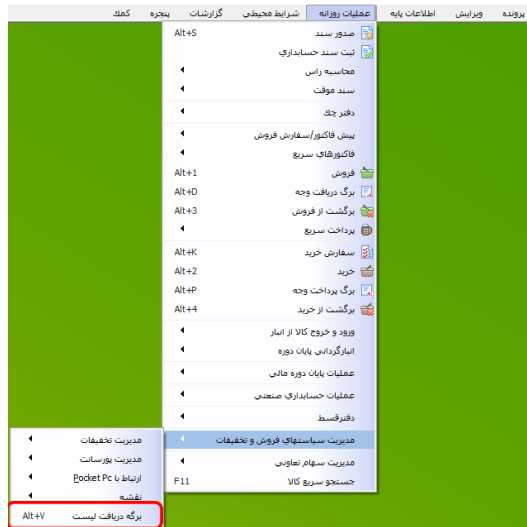 پرونده ویرایش اطلاعات پایه عملیات روزانه شرایط محیطی گزارشات پنجره کمك
صدور سند Alt+S
ثبت سند حسابداری
محاسبه راس
سند موقت
دفتر چك
پیش فاکتور/سفارش فروش
فاکتورهای سریع
فروش Alt+1
برگ دریافت وجه Alt+D
برگشت از فروش Alt+3
پرداخت سریع
سفارش خرید Alt+K
خرید Alt+2
برگ پرداخت وجه Alt+P
برگشت از خرید Alt+4
ورود و خروج کالا از انبار
انبارگردانی پایان دوره
عملیات پایان دوره مالی
عملیات حسابداری صنعتی
دفترقسط
مدیریت سیاستهای فروش و تخفیفات
مدیریت سهام تعاونی
جستجو سریع کالا F11
مدیریت تخفیفات
مدیریت پورسانت
ارتباط با Pocket Pc
نقشه
برگه دریافت لیست Alt+V